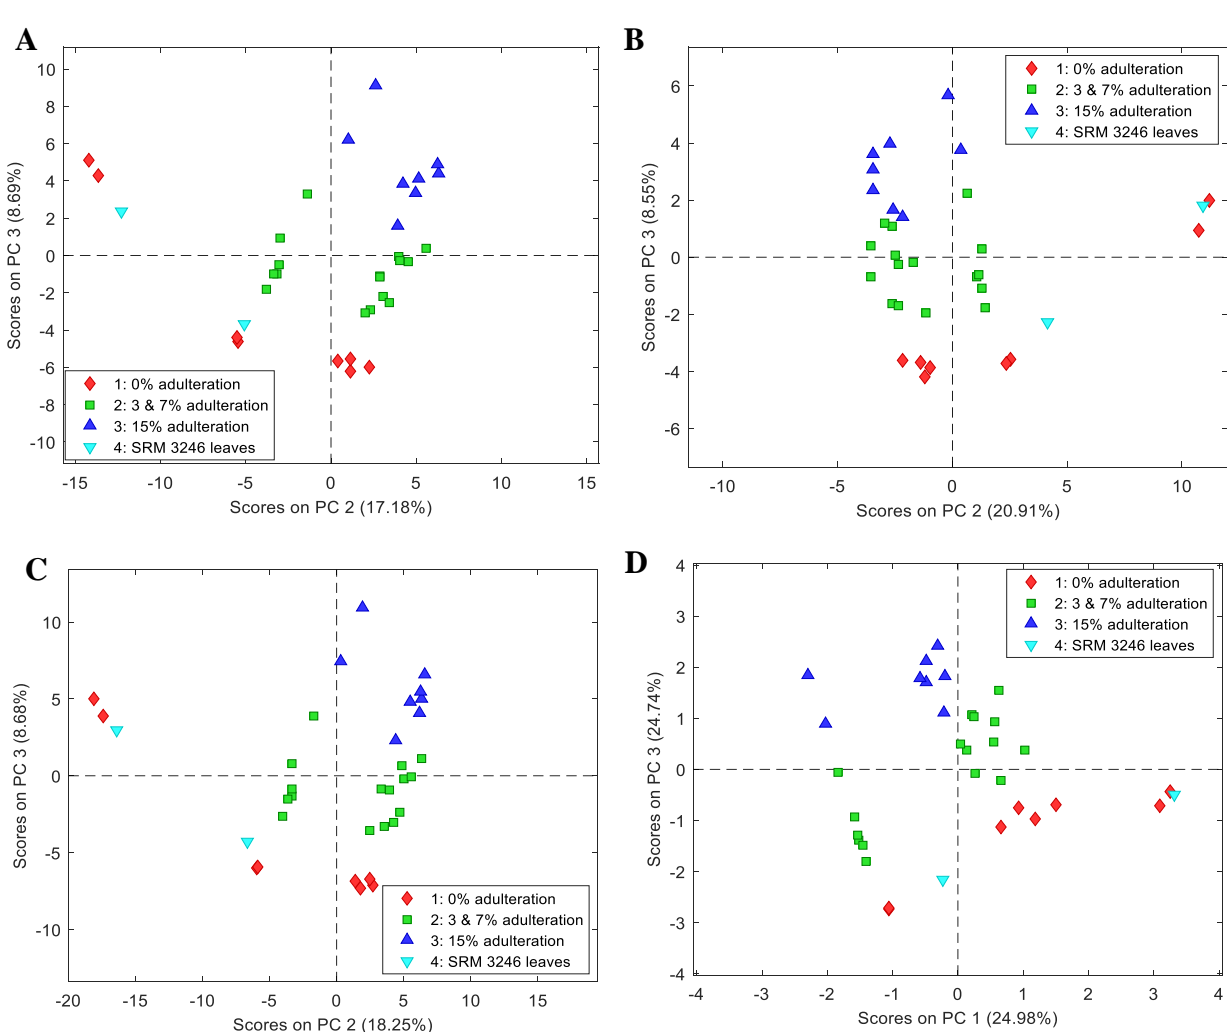 A
10
8
6
4
2
0
-2
-4
-6
-8
-10
Scores on PC 3 (8.69%)
1: 0% adulteration
2: 3 & 7% adulteration
3: 15% adulteration
4: SRM 3246 leaves
-15 -10 -5 0 5 10 15
Scores on PC 2 (17.18%)
B
6
4
2
0
-2
-4
-6
Scores on PC 3 (8.55%)
1: 0% adulteration
2: 3 & 7% adulteration
3: 15% adulteration
4: SRM 3246 leaves
-10 -5 0 5 10
Scores on PC 2 (20.91%)
C
10
5
0
-5
-10
Scores on PC 3 (8.68%)
1: 0% adulteration
2: 3 & 7% adulteration
3: 15% adulteration
4: SRM 3246 leaves
-20 -15 -10 -5 0 5 10 15
Scores on PC 2 (18.25%)
D
4
3
2
1
0
-1
-2
-3
-4
Scores on PC 3 (24.74%)
1: 0% adulteration
2: 3 & 7% adulteration
3: 15% adulteration
4: SRM 3246 leaves
-4 -3 -2 -1 0 1 2 3 4
Scores on PC 1 (24.98%)